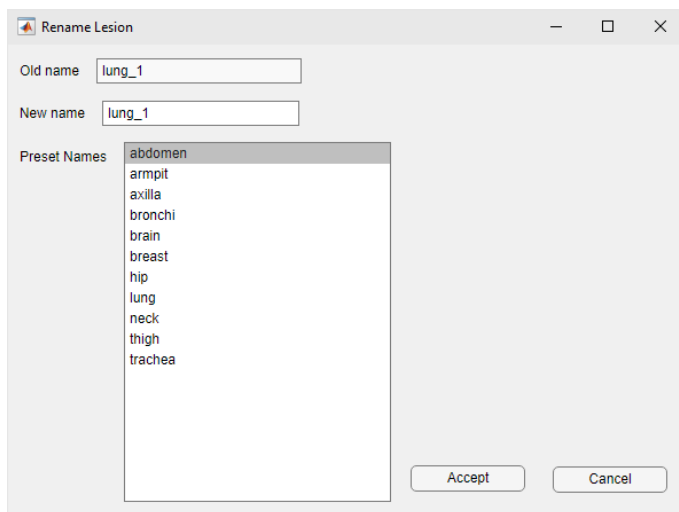 Rename Lesion
Old name lung_1
New name lung_1
Preset Names abdomen
armpit
axilla
bronchi
brain
breast
hip
lung
neck
thigh
trachea
Accept Cancel